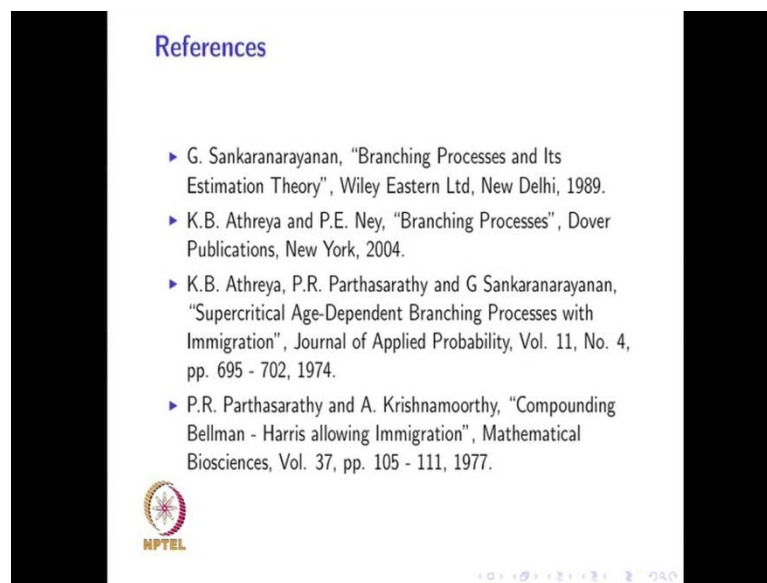 References
▶ G. Sankaranarayanan, “Branching Processes and Its
Estimation Theory”, Wiley Eastern Ltd, New Delhi, 1989.
▶ K.B. Athreya and P.E. Ney, “Branching Processes”, Dover
Publications, New York, 2004.
▶ K.B. Athreya, P.R. Parthasarathy and G Sankaranarayanan,
“Supercritical Age-Dependent Branching Processes with
Immigration”, Journal of Applied Probability, Vol. 11, No. 4,
pp. 695 - 702, 1974.
▶ P.R. Parthasarathy and A. Krishnamoorthy, “Compounding
Bellman - Harris allowing Immigration”, Mathematical
Biosciences, Vol. 37, pp. 105 - 111, 1977.
NPTEL